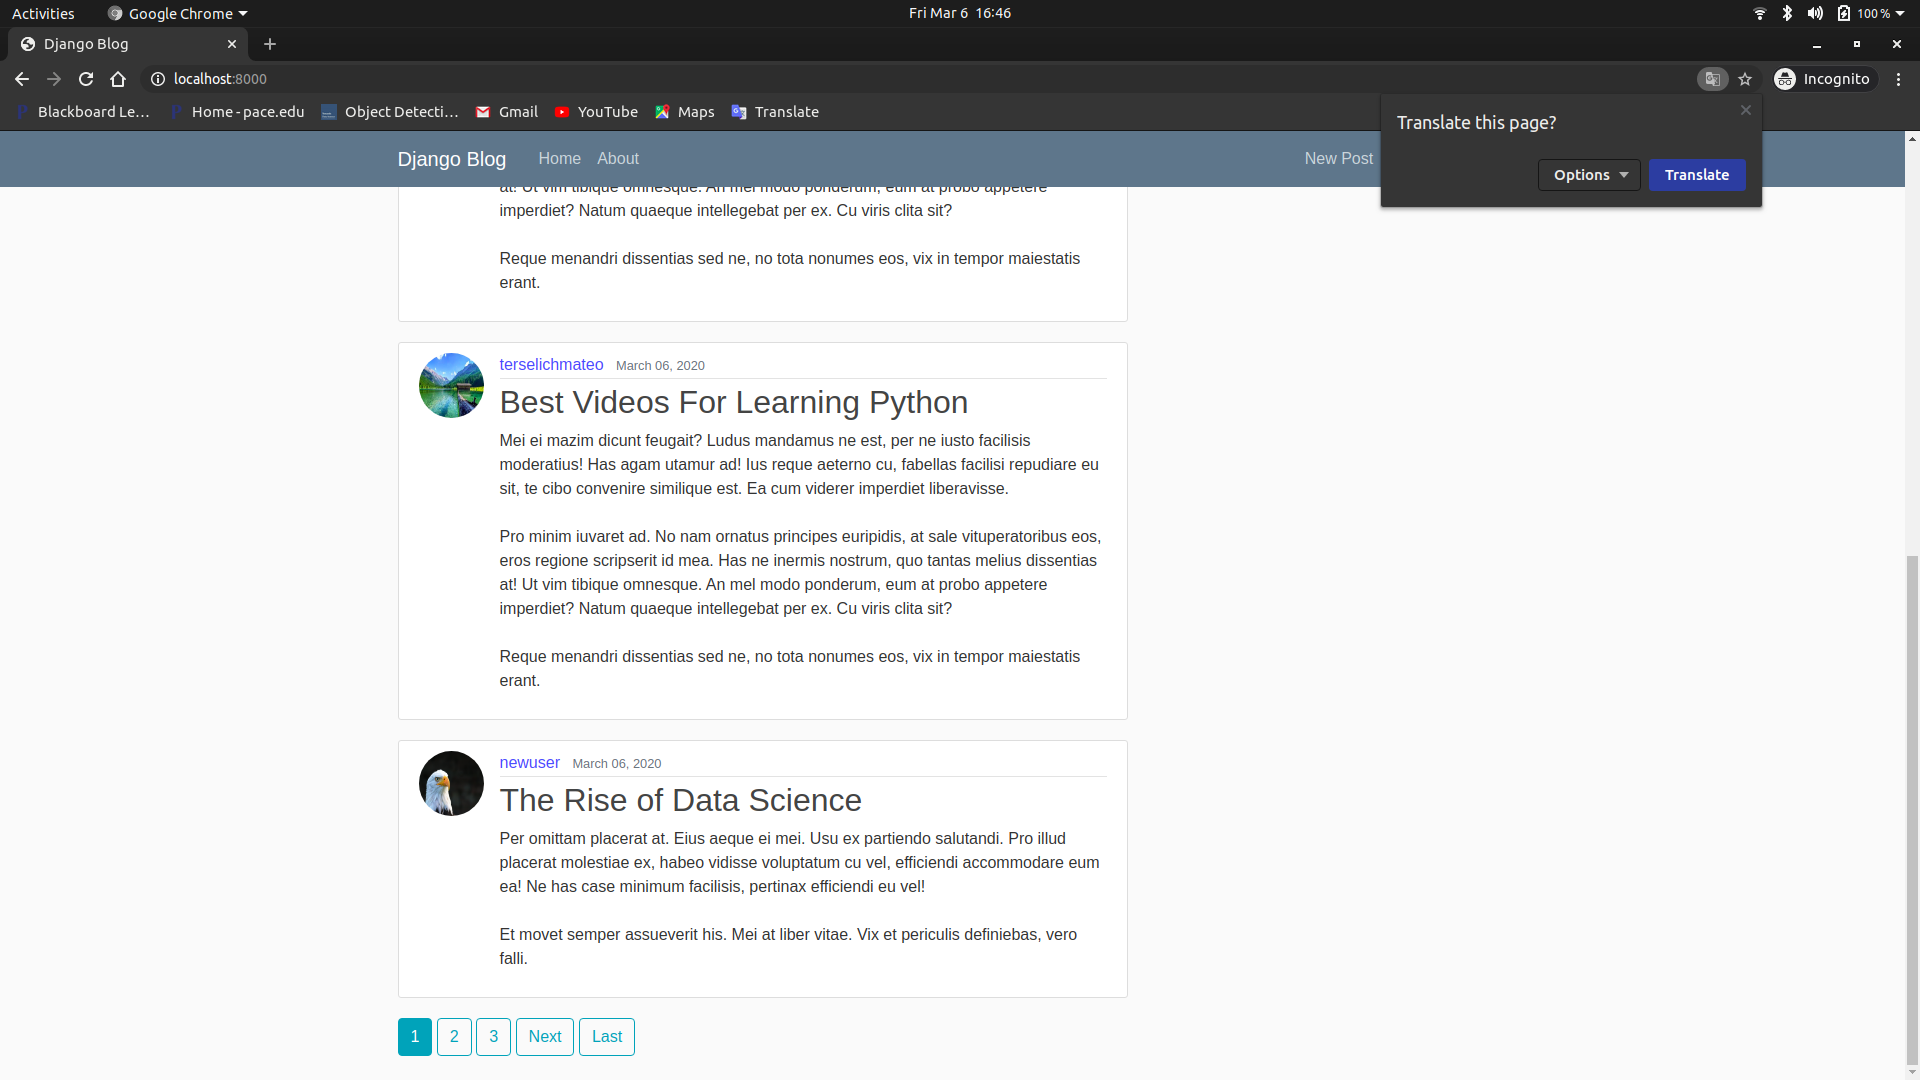 Activities
Google Chrome
Fri Mar 6 16:46
100 %
Django Blog
localhost:8000
Incognito
Blackboard Le…
Home - pace.edu
Object Detecti…
Gmail
YouTube
Maps
Translate
Translate this page?
Options
Translate
Django Blog
Home
About
New Post
at! Ut vim tibique omnesque. An mel modo ponderum, eum at probo appetere
imperdiet? Natum quaeque intellegebat per ex. Cu viris clita sit?
Reque menandri dissentias sed ne, no tota nonumes eos, vix in tempor maiestatis
erant.
terselichmateo March 06, 2020
Best Videos For Learning Python
Mei ei mazim dicunt feugait? Ludus mandamus ne est, per ne iusto facilisis
moderatius! Has agam utamur ad! Ius reque aeterno cu, fabellas facilisi repudiare eu
sit, te cibo convenire similique est. Ea cum viderer imperdiet liberavisse.
Pro minim iuvaret ad. No nam ornatus principes euripidis, at sale vituperatoribus eos,
eros regione scripserit id mea. Has ne inermis nostrum, quo tantas melius dissentias
at! Ut vim tibique omnesque. An mel modo ponderum, eum at probo appetere
imperdiet? Natum quaeque intellegebat per ex. Cu viris clita sit?
Reque menandri dissentias sed ne, no tota nonumes eos, vix in tempor maiestatis
erant.
newuser March 06, 2020
The Rise of Data Science
Per omittam placerat at. Eius aeque ei mei. Usu ex partiendo salutandi. Pro illud
placerat molestiae ex, habeo vidisse voluptatum cu vel, efficiendi accommodare eum
ea! Ne has case minimum facilisis, pertinax efficiendi eu vel!
Et movet semper assueverit his. Mei at liber vitae. Vix et periculis definiebas, vero
falli.
1 2 3 Next Last